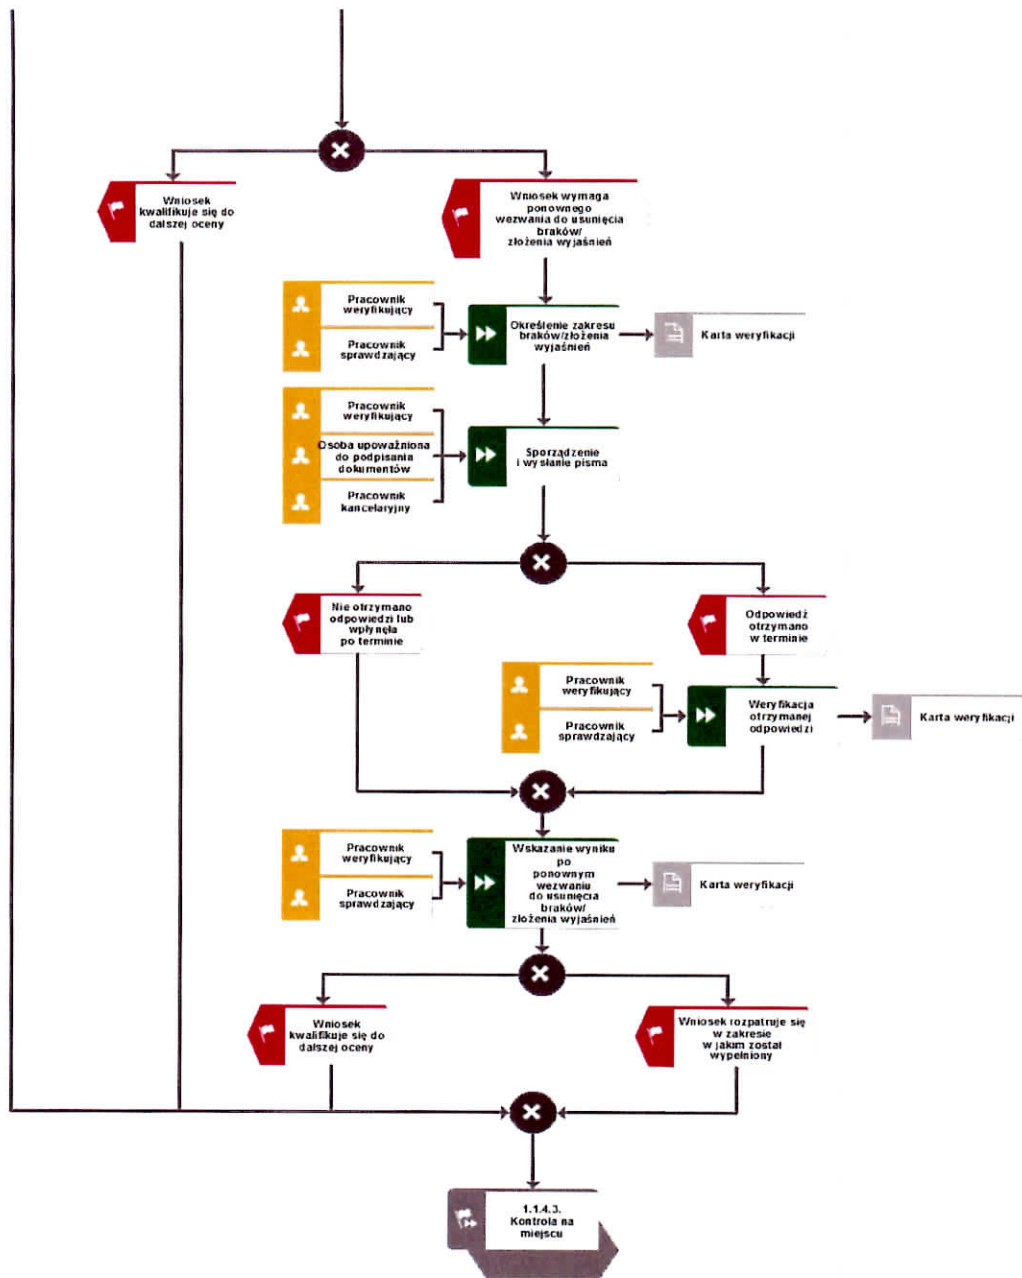 Wniosek
kwalifikuje się do
dalszej oceny
Wniosek wymaga
ponownego
wezwania do usunięcia
braków/
złożenia wyjaśnień
Pracownik
weryfikujący
Pracownik
sprawdzający
Określenie zakresu
braków/złożenia
wyjaśnień
Karta weryfikacji
Pracownik
weryfikujący
Osoba upoważniona
do podpisania
dokumentów
Pracownik
kancelaryjny
Sporządzenie
i wysłanie pisma
Nie otrzymano
odpowiedzi lub
wpłynęła
po terminie
Odpowiedź
otrzymano
w terminie
Pracownik
weryfikujący
Pracownik
sprawdzający
Weryfikacja
otrzymanej
odpowiedzi
Karta weryfikacji
Pracownik
weryfikujący
Pracownik
sprawdzający
Wskazanie wyniku
po
ponownym
wezwaniu
do usunięcia
braków/
złożenia wyjaśnień
Karta weryfikacji
Wniosek
kwalifikuje się do
dalszej oceny
Wniosek rozpatruje się
w zakresie
w jakim został
wypełniony
1.1.4.3.
Kontrola na
miejscu